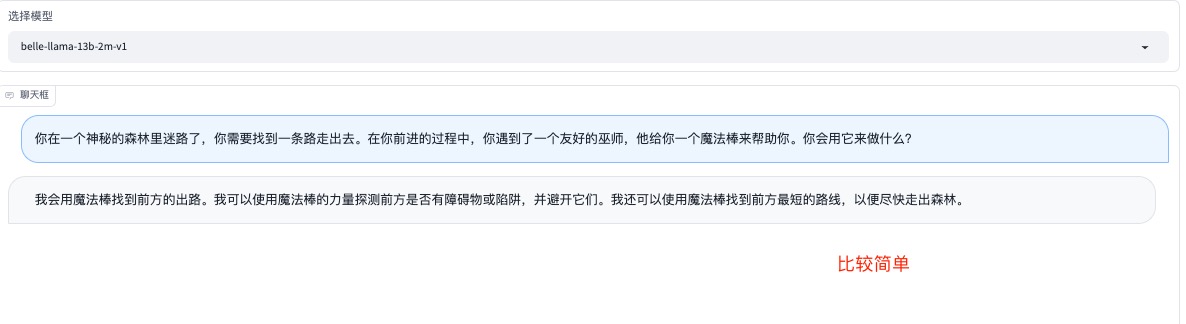 选择模型
belle-llama-13b-2m-v1
聊天框
你在一个神秘的森林里迷路了，你需要找到一条路走出去。在你前进的过程中，你遇到了一个友好的巫师，他给你一个魔法棒来帮助你。你会用它来做什么？
我会用魔法棒找到前方的出路。我可以使用魔法棒的力量探测前方是否有障碍物或陷阱，并避开它们。我还可以使用魔法棒找到前方最短的路线，以便尽快走出森林。
比较简单